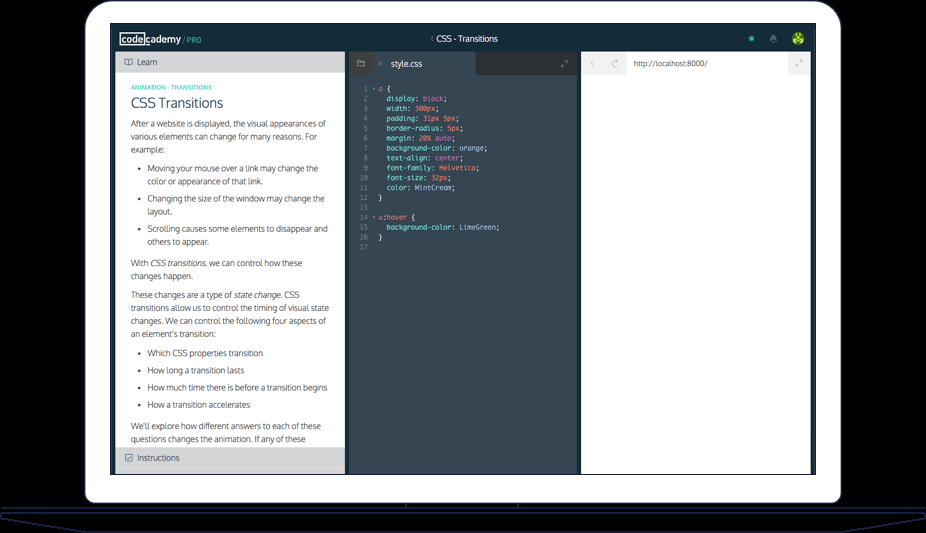 codecademy / PRO
‹ CSS - Transitions
Learn
ANIMATION - TRANSITIONS
CSS Transitions
After a website is displayed, the visual appearances of
various elements can change for many reasons. For
example:
• Moving your mouse over a link may change the
color or appearance of that link.
• Changing the size of the window may change the
layout.
• Scrolling causes some elements to disappear and
others to appear.
With CSS transitions, we can control how these
changes happen.
These changes are a type of state change. CSS
transitions allow us to control the timing of visual state
changes. We can control the following four aspects of
an element's transition:
• Which CSS properties transition
• How long a transition lasts
• How much time there is before a transition begins
• How a transition accelerates
We'll explore how different answers to each of these
questions changes the animation. If any of these
Instructions
× style.css
1 a {
2 display: block;
3 width: 300px;
4 padding: 31px 5px;
5 border-radius: 5px;
6 margin: 20% auto;
7 background-color: orange;
8 text-align: center;
9 font-family: Helvetica;
10 font-size: 32px;
11 color: MintCream;
12 }
13
14 a:hover {
15 background-color: LimeGreen;
16 }
17
http://localhost:8000/